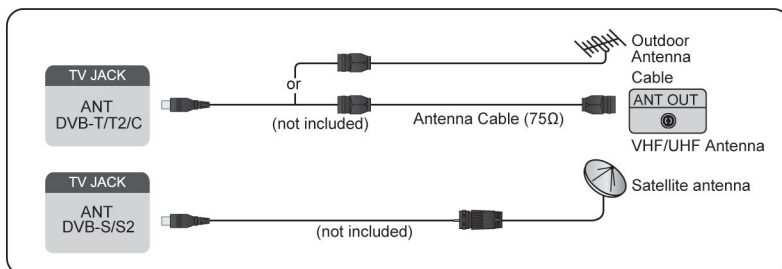 TV JACK
ANT
DVB-T/T2/C
or
(not included)
Antenna Cable (75Ω)
Outdoor
Antenna
Cable
ANT OUT
VHF/UHF Antenna
TV JACK
ANT
DVB-S/S2
(not included)
Satellite antenna